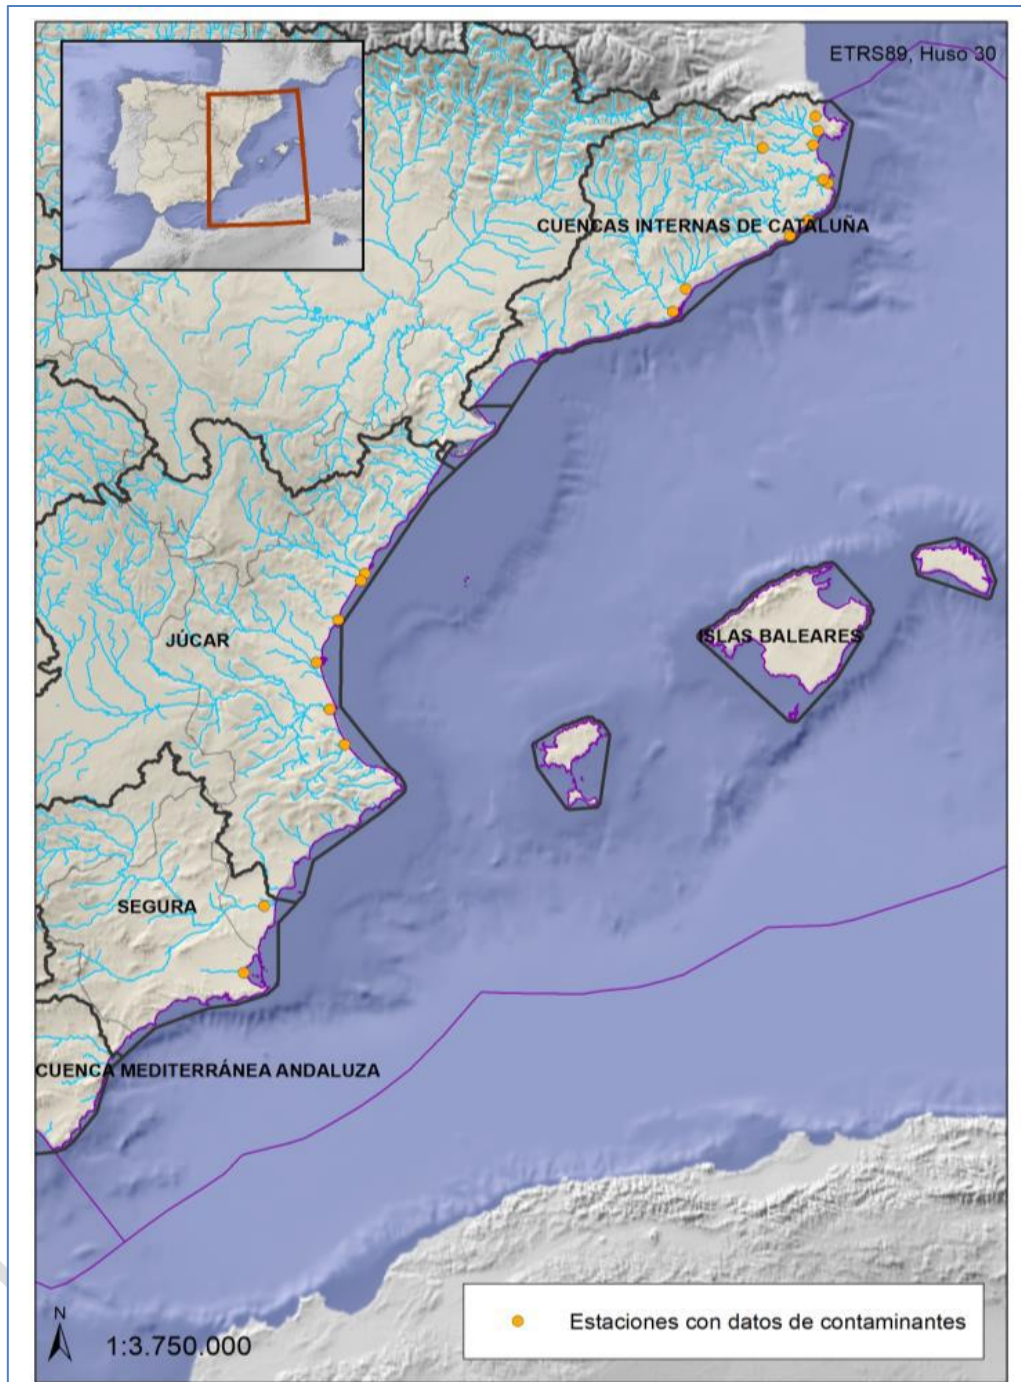 ETRS89, Huso 30
CUENCAS INTERNAS DE CATALUÑA
JÚCAR
ISLAS BALEARES
SEGURA
CUENCA MEDITERRÁNEA ANDALUZA
N
1:3.750.000
Estaciones con datos de contaminantes